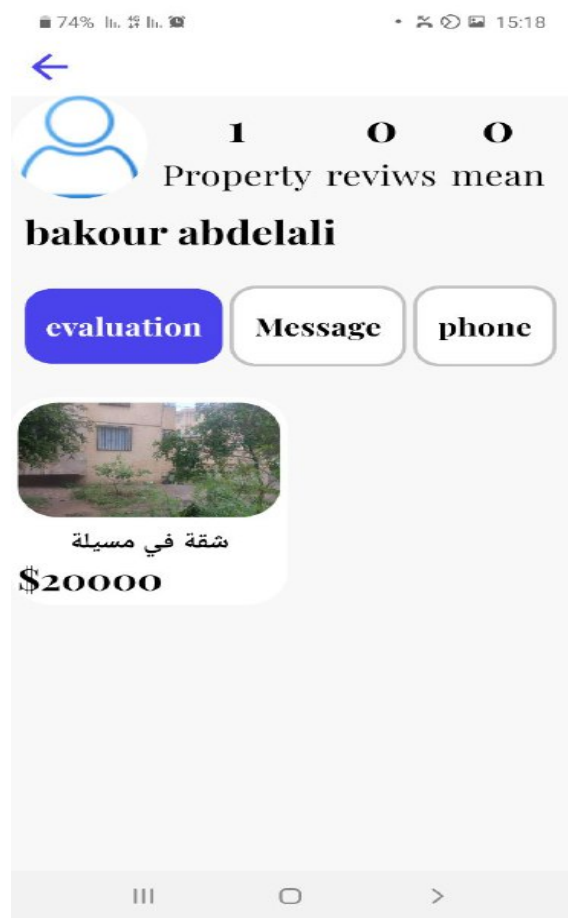 74% 15:18
1 0 0
Property reviws mean
bakour abdelali
evaluation Message phone
شقة في مسيلة
$20000